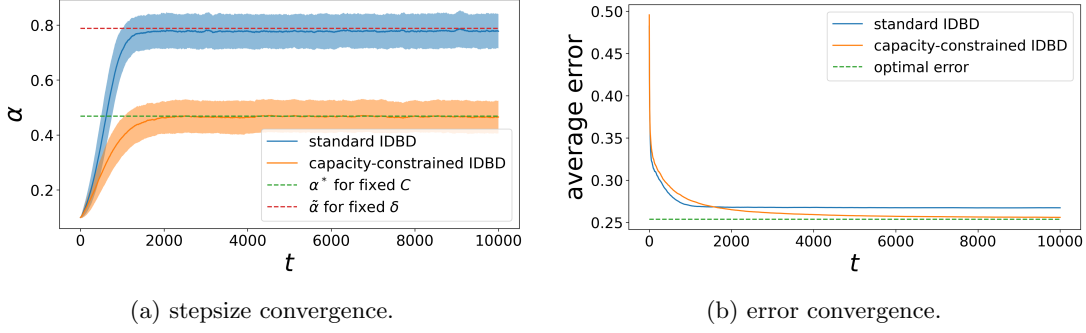 0.8
0.6
0.4
0.2
α
0
2000
4000
6000
8000
10000
t
standard IDBD
capacity-constrained IDBD
α* for fixed C
α̃ for fixed δ
(a) stepsize convergence.
0.50
0.45
0.40
0.35
0.30
0.25
average error
0
2000
4000
6000
8000
10000
t
standard IDBD
capacity-constrained IDBD
optimal error
(b) error convergence.